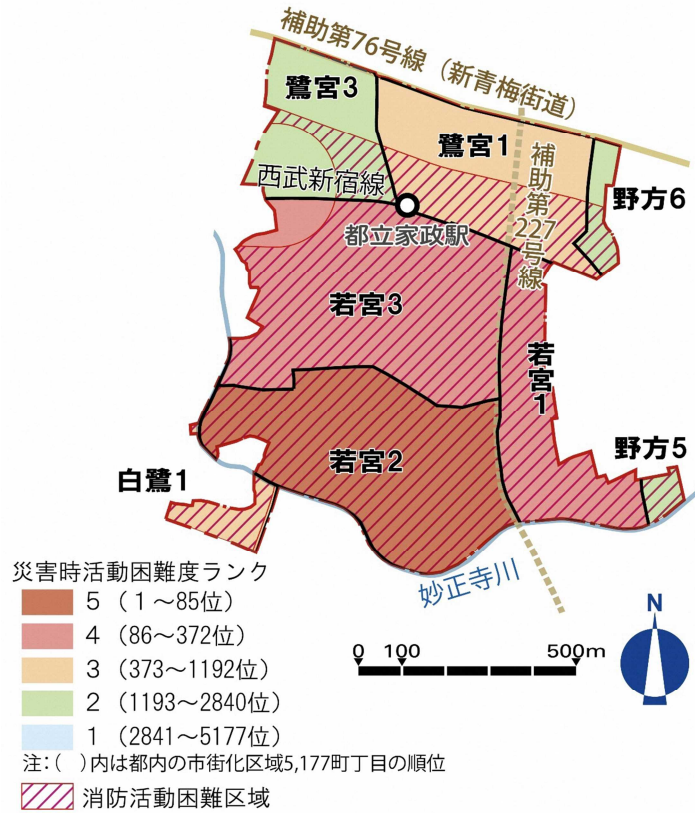 補助第76号線（新青梅街道）
鷺宮3
鷺宮1
補助第227号線
西武新宿線
野方6
都立家政駅
若宮3
若宮1
若宮2
野方5
白鷺1
妙正寺川
災害時活動困難度ランク
5（1～85位）
4（86～372位）
3（373～1192位）
2（1193～2840位）
1（2841～5177位）
注：（　）内は都内の市街化区域5,177町丁目の順位
消防活動困難区域
0 100 500m
N